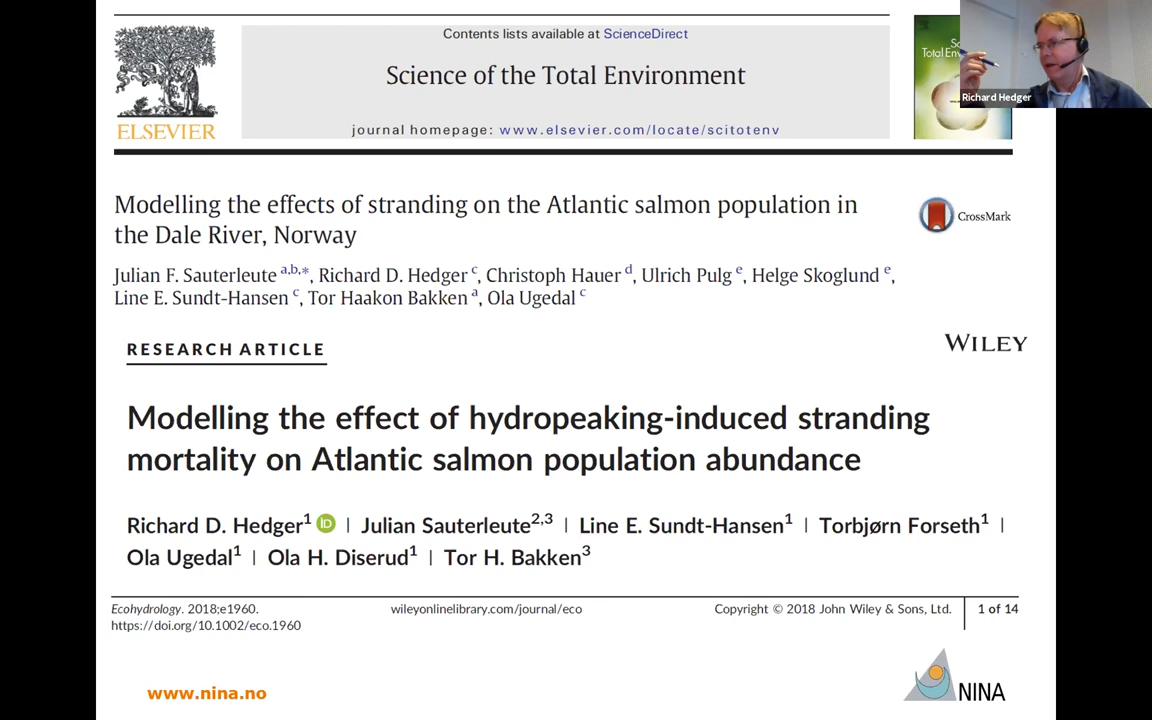 Contents lists available at ScienceDirect
Science of the Total Environment
journal homepage: www.elsevier.com/locate/scitotenv
ELSEVIER
Total En
Richard Hedger
Modelling the effects of stranding on the Atlantic salmon population in
the Dale River, Norway
CrossMark
Julian F. Sauterleute a,b,*, Richard D. Hedger c, Christoph Hauer d, Ulrich Pulg e, Helge Skoglund e,
Line E. Sundt-Hansen c, Tor Haakon Bakken a, Ola Ugedal c
RESEARCH ARTICLE
WILEY
Modelling the effect of hydropeaking-induced stranding
mortality on Atlantic salmon population abundance
Richard D. Hedger1 iD | Julian Sauterleute2,3 | Line E. Sundt-Hansen1 | Torbjørn Forseth1 |
Ola Ugedal1 | Ola H. Diserud1 | Tor H. Bakken3
Ecohydrology. 2018;e1960. wileyonlinelibrary.com/journal/eco Copyright © 2018 John Wiley & Sons, Ltd. 1 of 14
https://doi.org/10.1002/eco.1960
www.nina.no
NINA